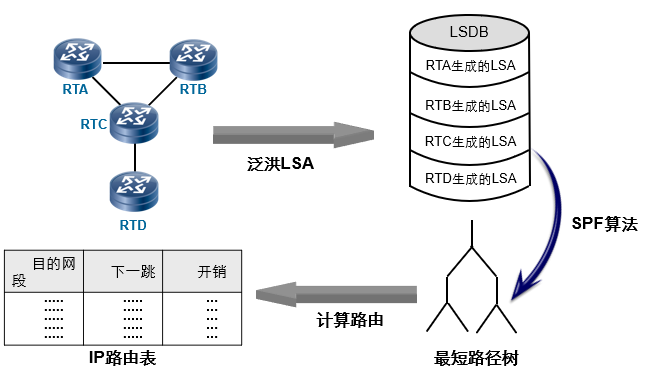 RTA
RTB
RTC
RTD
泛洪LSA
LSDB
RTA生成的LSA
RTB生成的LSA
RTC生成的LSA
RTD生成的LSA
SPF算法
最短路径树
计算路由
目的网段
下一跳
开销
IP路由表